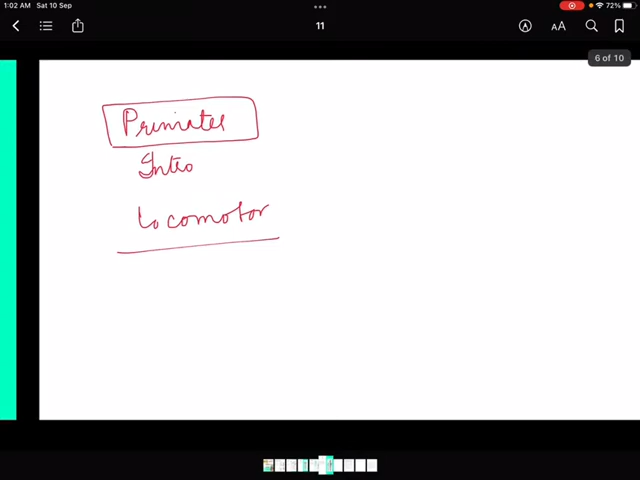 1:02 AM Sat 10 Sep
72%
11
AA
6 of 10
Primates
Intro
Locomotor